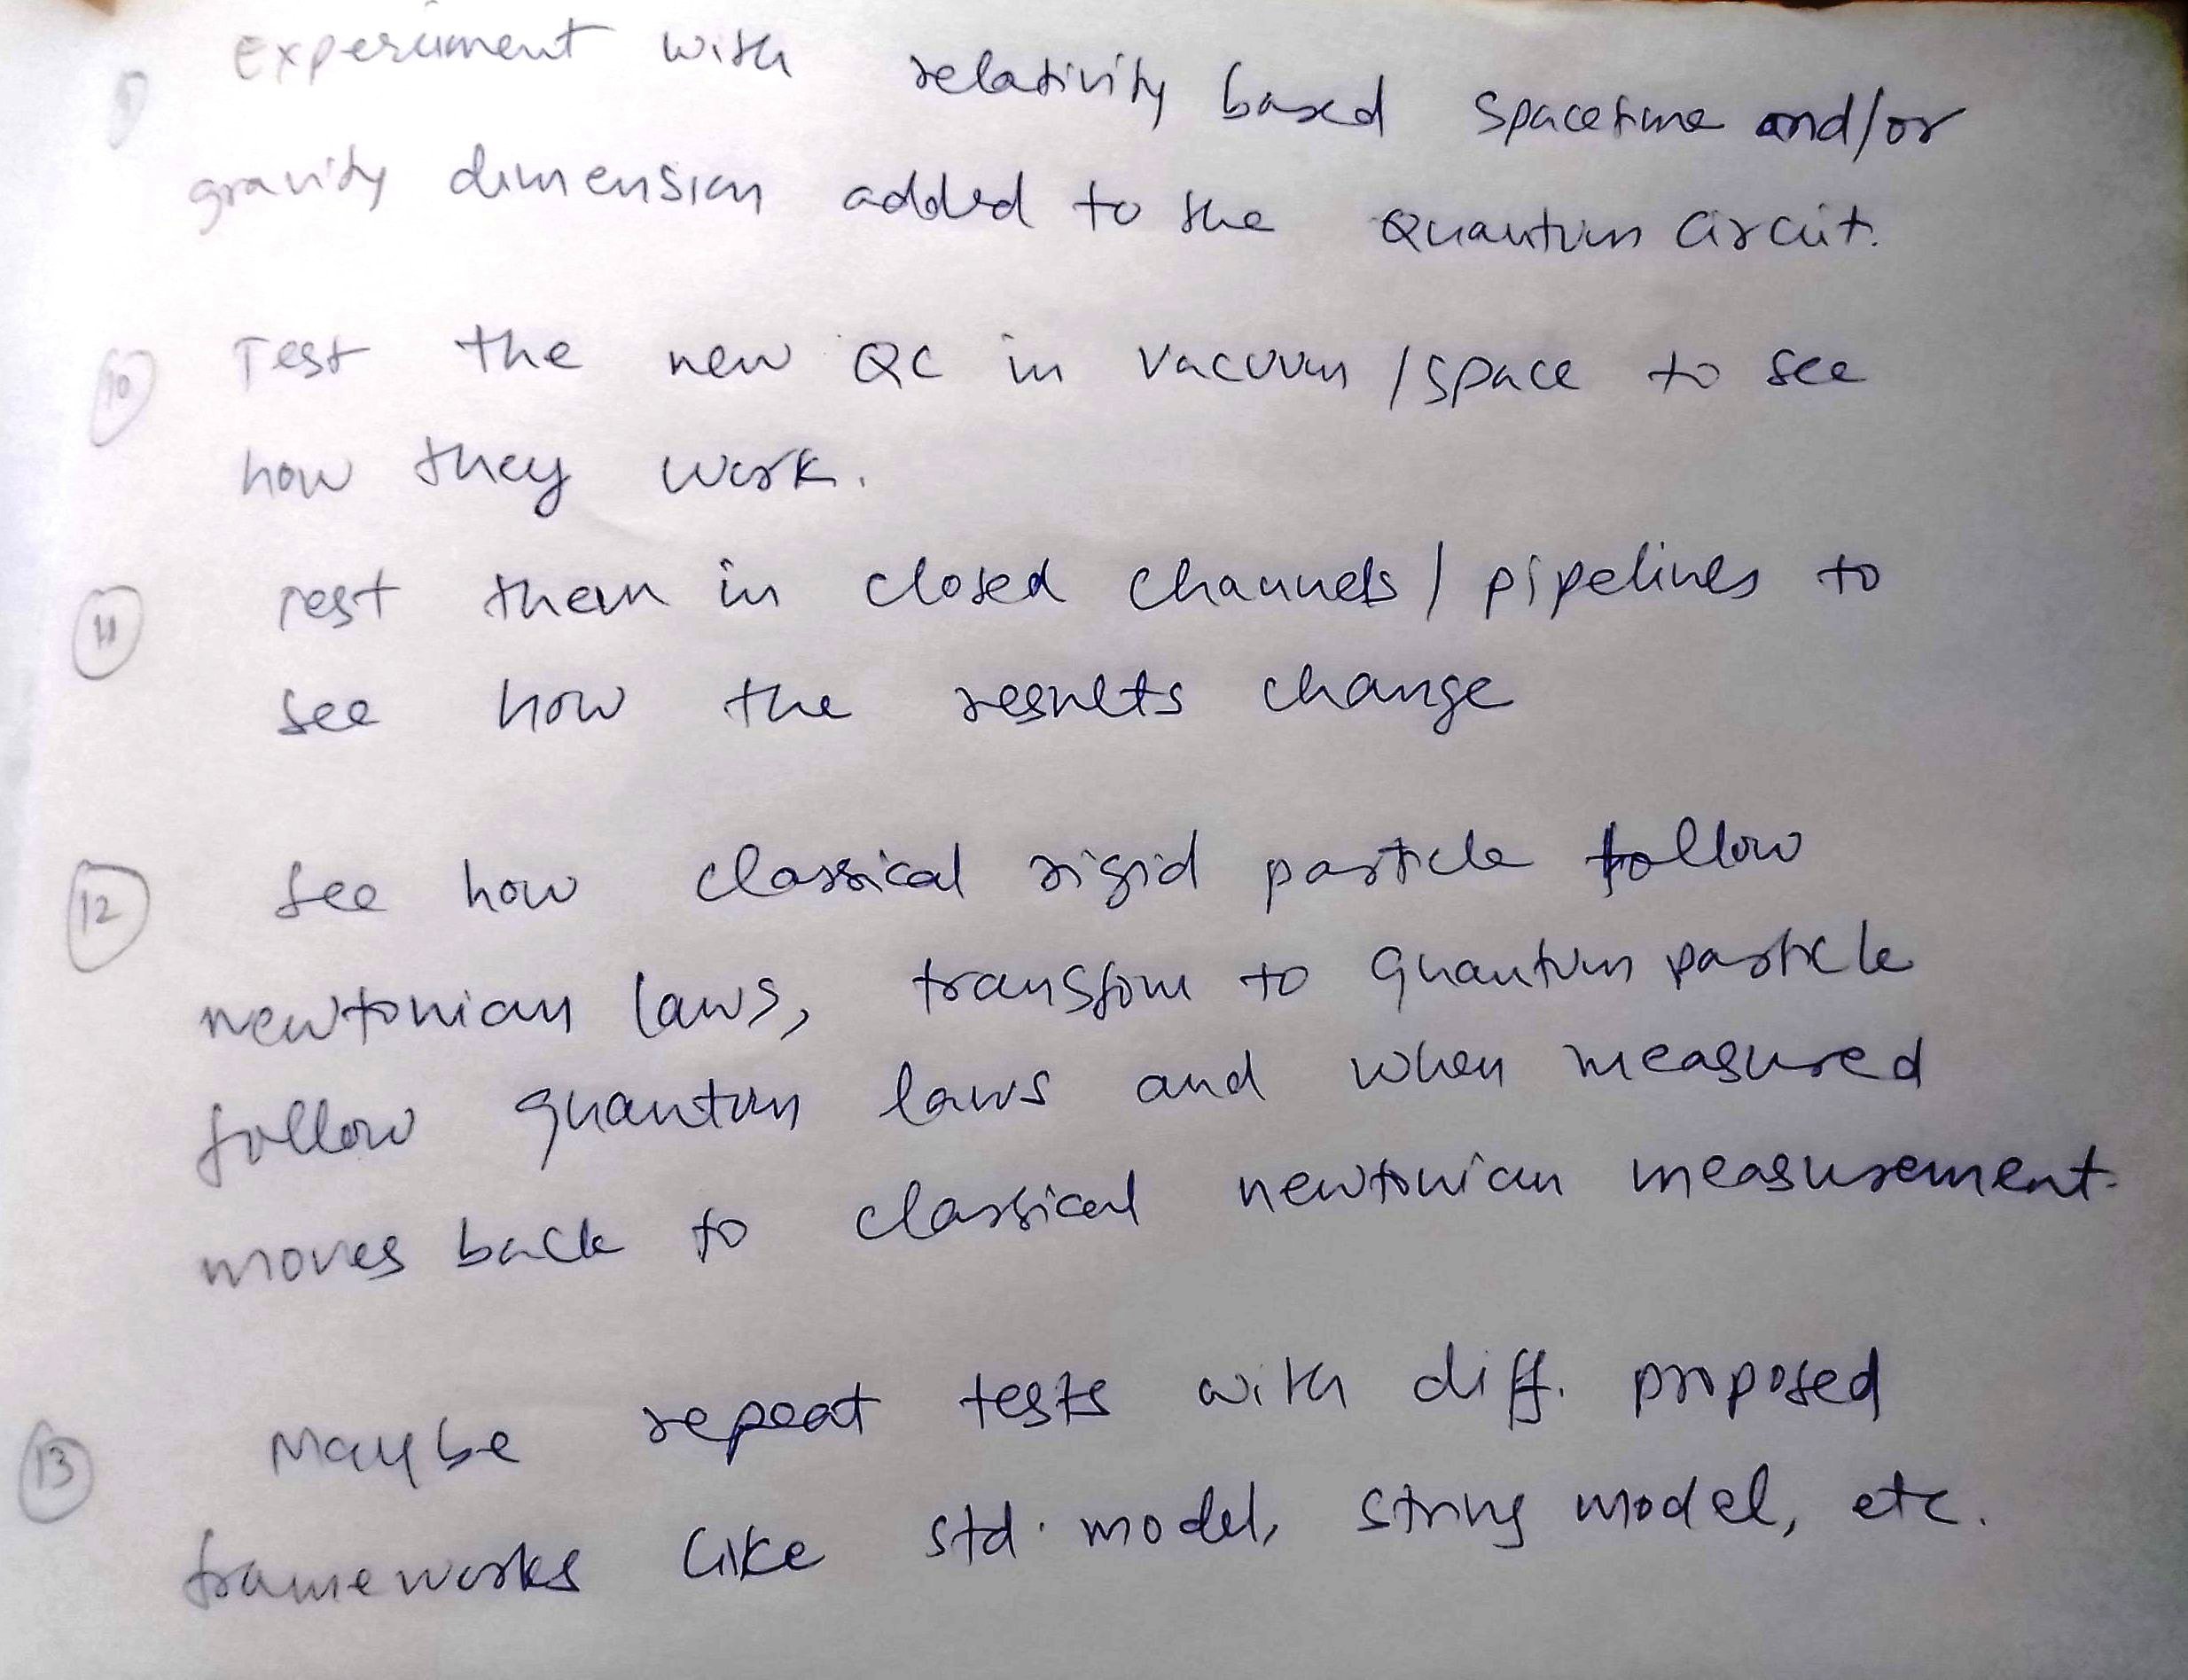 9 experiment with relativity based spacetime and/or
gravity dimension added to the Quantum Circuit.
10 Test the new QC in vacuum/space to see
how they work.
11 Test them in closed channels/pipelines to
see how the results change
12 See how classical rigid particle follow
newtonian laws, transform to quantum particle
follow quantum laws and when measured
moves back to classical newtonian measurement.
13 Maybe repeat tests with diff. proposed
frameworks like std. model, string model, etc.